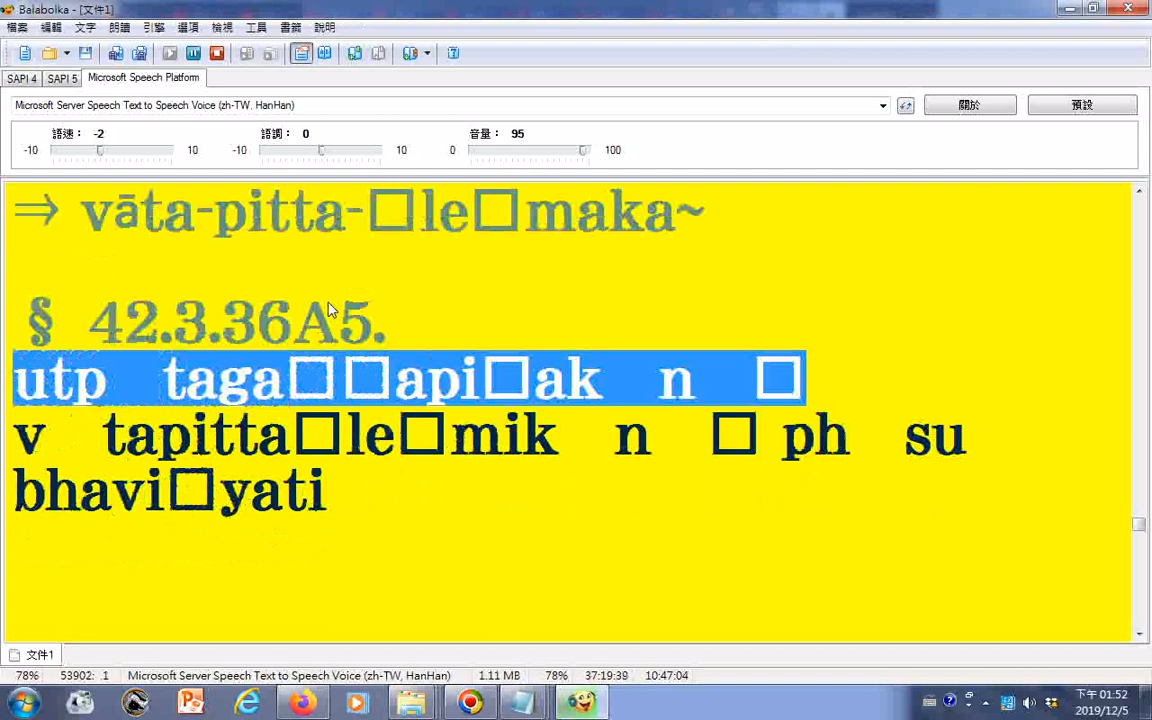 Balabolka - [文件1]
檔案 編輯 文字 朗讀 引擎 選項 檢視 工具 書籤 說明
SAPI 4 SAPI 5 Microsoft Speech Platform
Microsoft Server Speech Text to Speech Voice (zh-TW, HanHan) 關於 預設
語速： -2 語調： 0 音量： 95
-10 10 -10 10 0 100
⇒ vāta-pitta-□le□maka~
§ 42.3.36A5.
utp taga□□api□ak n □
v tapitta□le□mik n □ ph su
bhavi□yati
文件1
78% 53902: .1 Microsoft Server Speech Text to Speech Voice (zh-TW, HanHan) 1.11 MB 78% 37:19:39 10:47:04
下午 01:52
2019/12/5